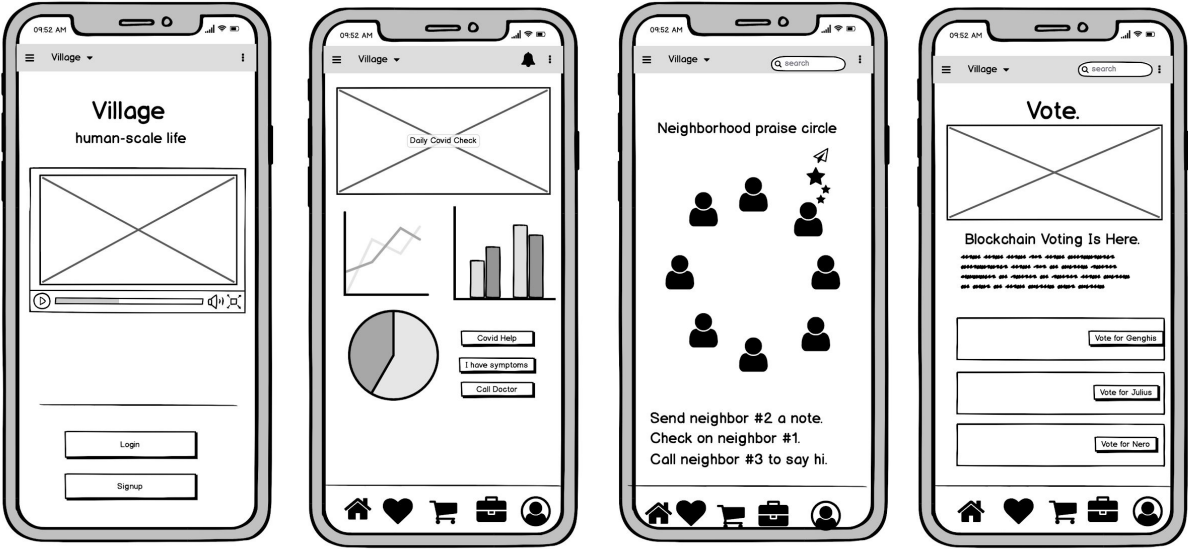 09:52 AM
Village
Village
human-scale life
Login
Signup
09:52 AM
Village
Daily Covid Check
Covid Help
I have symptoms
Call Doctor
09:52 AM
Village
search
Neighborhood praise circle
Send neighbor #2 a note.
Check on neighbor #1.
Call neighbor #3 to say hi.
09:52 AM
Village
search
Vote.
Blockchain Voting Is Here.
Vote for Genghis
Vote for Julius
Vote for Nero